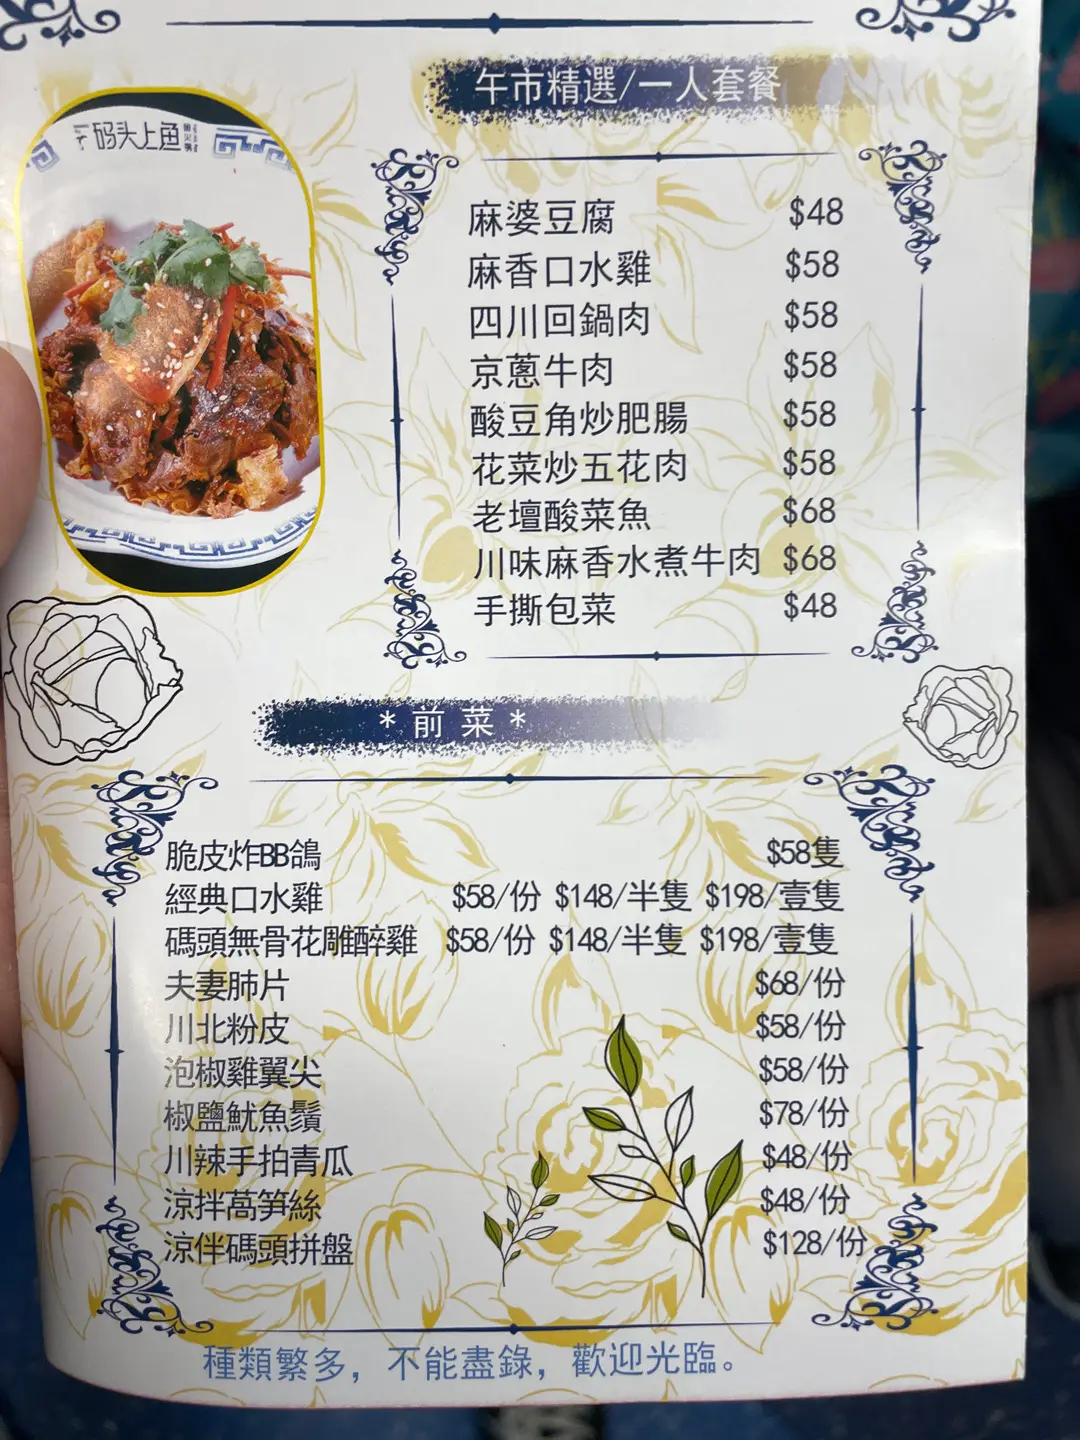 码头上鱼
午市精選/一人套餐
麻婆豆腐 $48
麻香口水雞 $58
四川回鍋肉 $58
京蔥牛肉 $58
酸豆角炒肥腸 $58
花菜炒五花肉 $58
老壇酸菜魚 $68
川味麻香水煮牛肉 $68
手撕包菜 $48
*前菜*
脆皮炸BB鴿 $58隻
經典口水雞 $58/份 $148/半隻 $198/壹隻
碼頭無骨花雕醉雞 $58/份 $148/半隻 $198/壹隻
夫妻肺片 $68/份
川北粉皮 $58/份
泡椒雞翼尖 $58/份
椒鹽魷魚鬚 $78/份
川辣手拍青瓜 $48/份
涼拌萵笋絲 $48/份
涼伴碼頭拼盤 $128/份
種類繁多，不能盡錄，歡迎光臨。